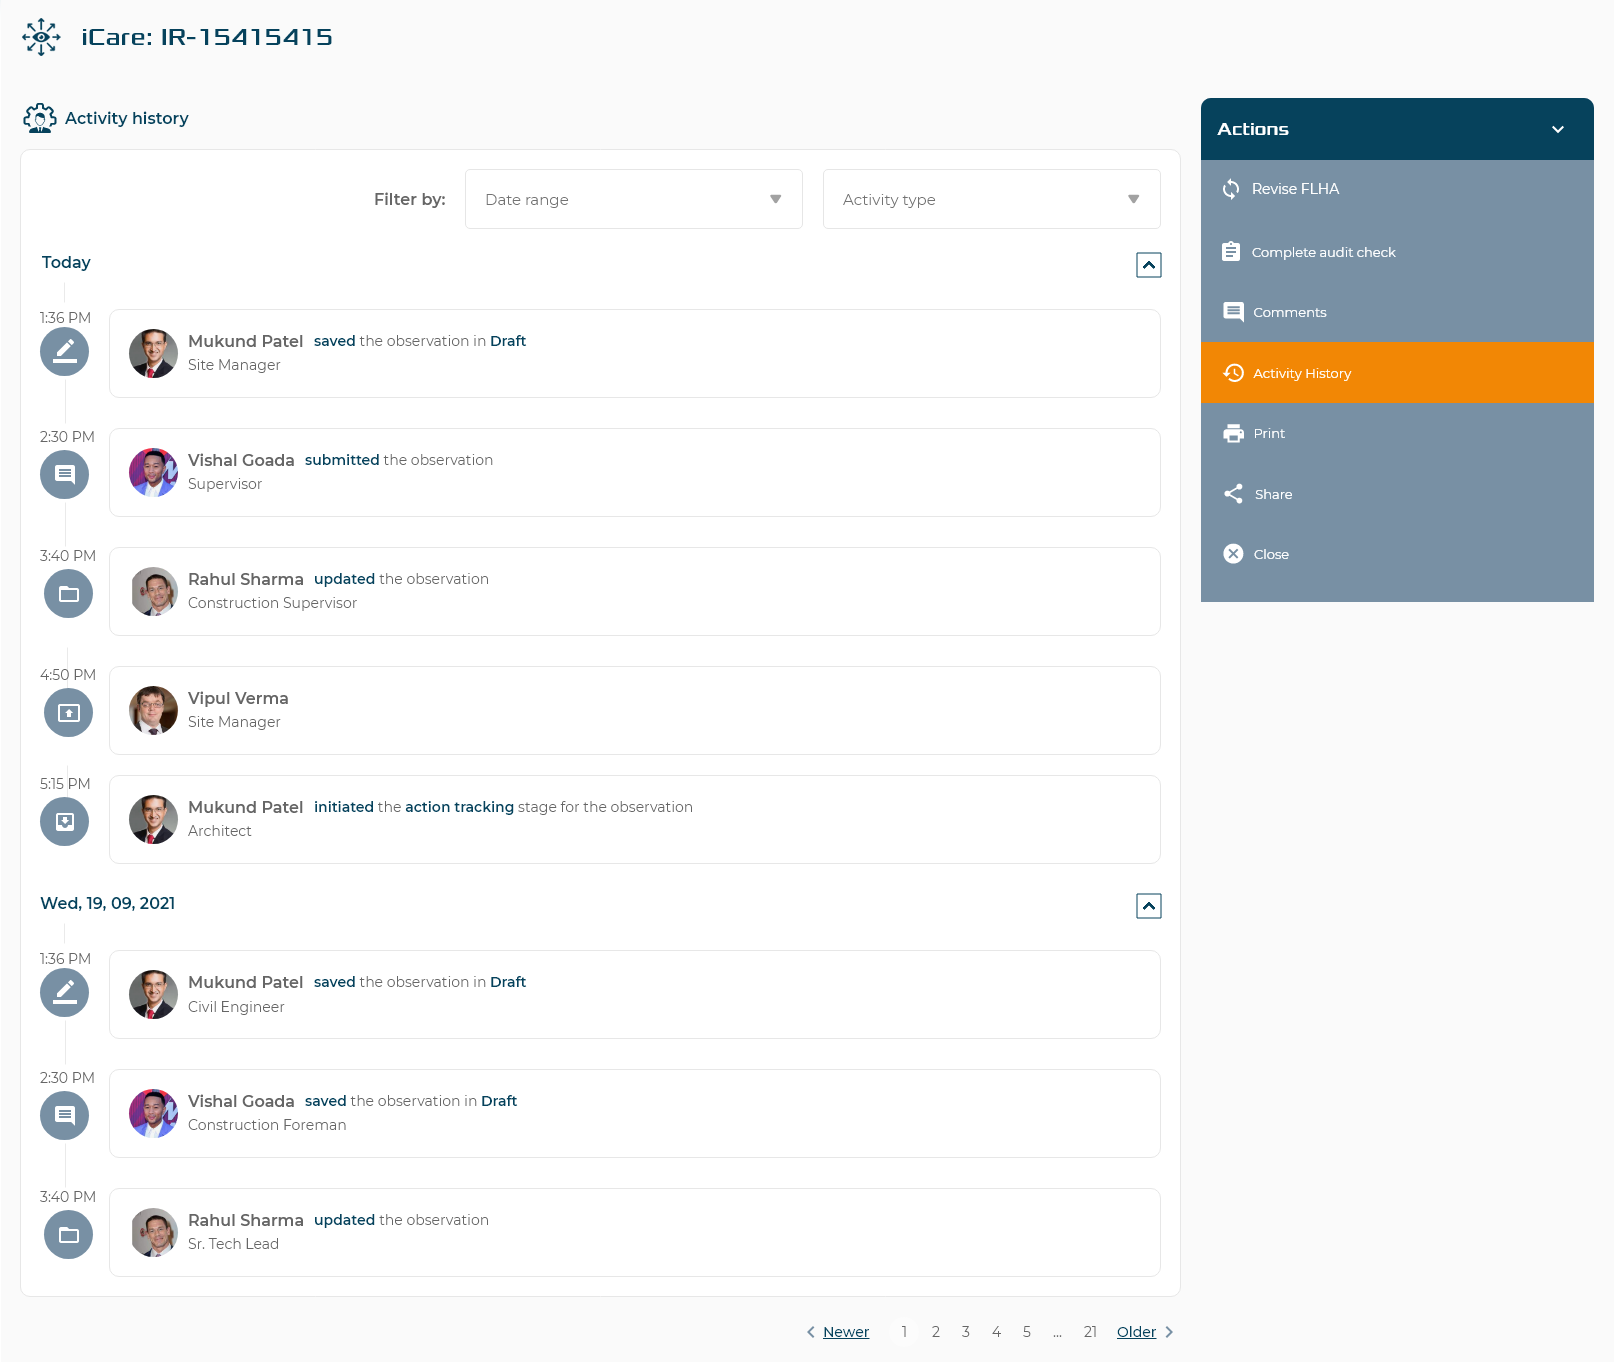 iCare: IR-15415415
Activity history
Filter by:
Date range
Activity type
Today
1:36 PM
Mukund Patel saved the observation in Draft
Site Manager
2:30 PM
Vishal Goada submitted the observation
Supervisor
3:40 PM
Rahul Sharma updated the observation
Construction Supervisor
4:50 PM
Vipul Verma
Site Manager
5:15 PM
Mukund Patel initiated the action tracking stage for the observation
Architect
Wed, 19, 09, 2021
1:36 PM
Mukund Patel saved the observation in Draft
Civil Engineer
2:30 PM
Vishal Goada saved the observation in Draft
Construction Foreman
3:40 PM
Rahul Sharma updated the observation
Sr. Tech Lead
Newer 1 2 3 4 5 ... 21 Older
Actions
Revise FLHA
Complete audit check
Comments
Activity History
Print
Share
Close